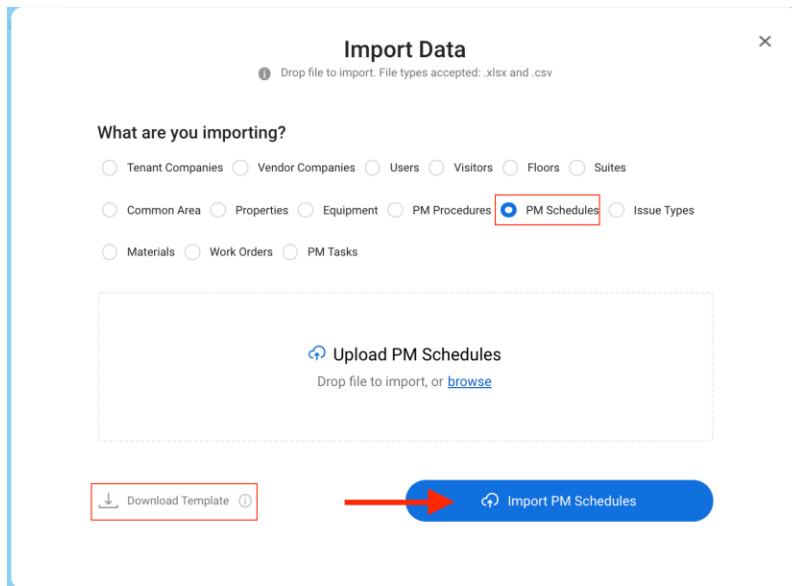 Import Data
Drop file to import. File types accepted: .xlsx and .csv
What are you importing?
Tenant Companies Vendor Companies Users Visitors Floors Suites
Common Area Properties Equipment PM Procedures PM Schedules Issue Types
Materials Work Orders PM Tasks
Upload PM Schedules
Drop file to import, or browse
Download Template
Import PM Schedules